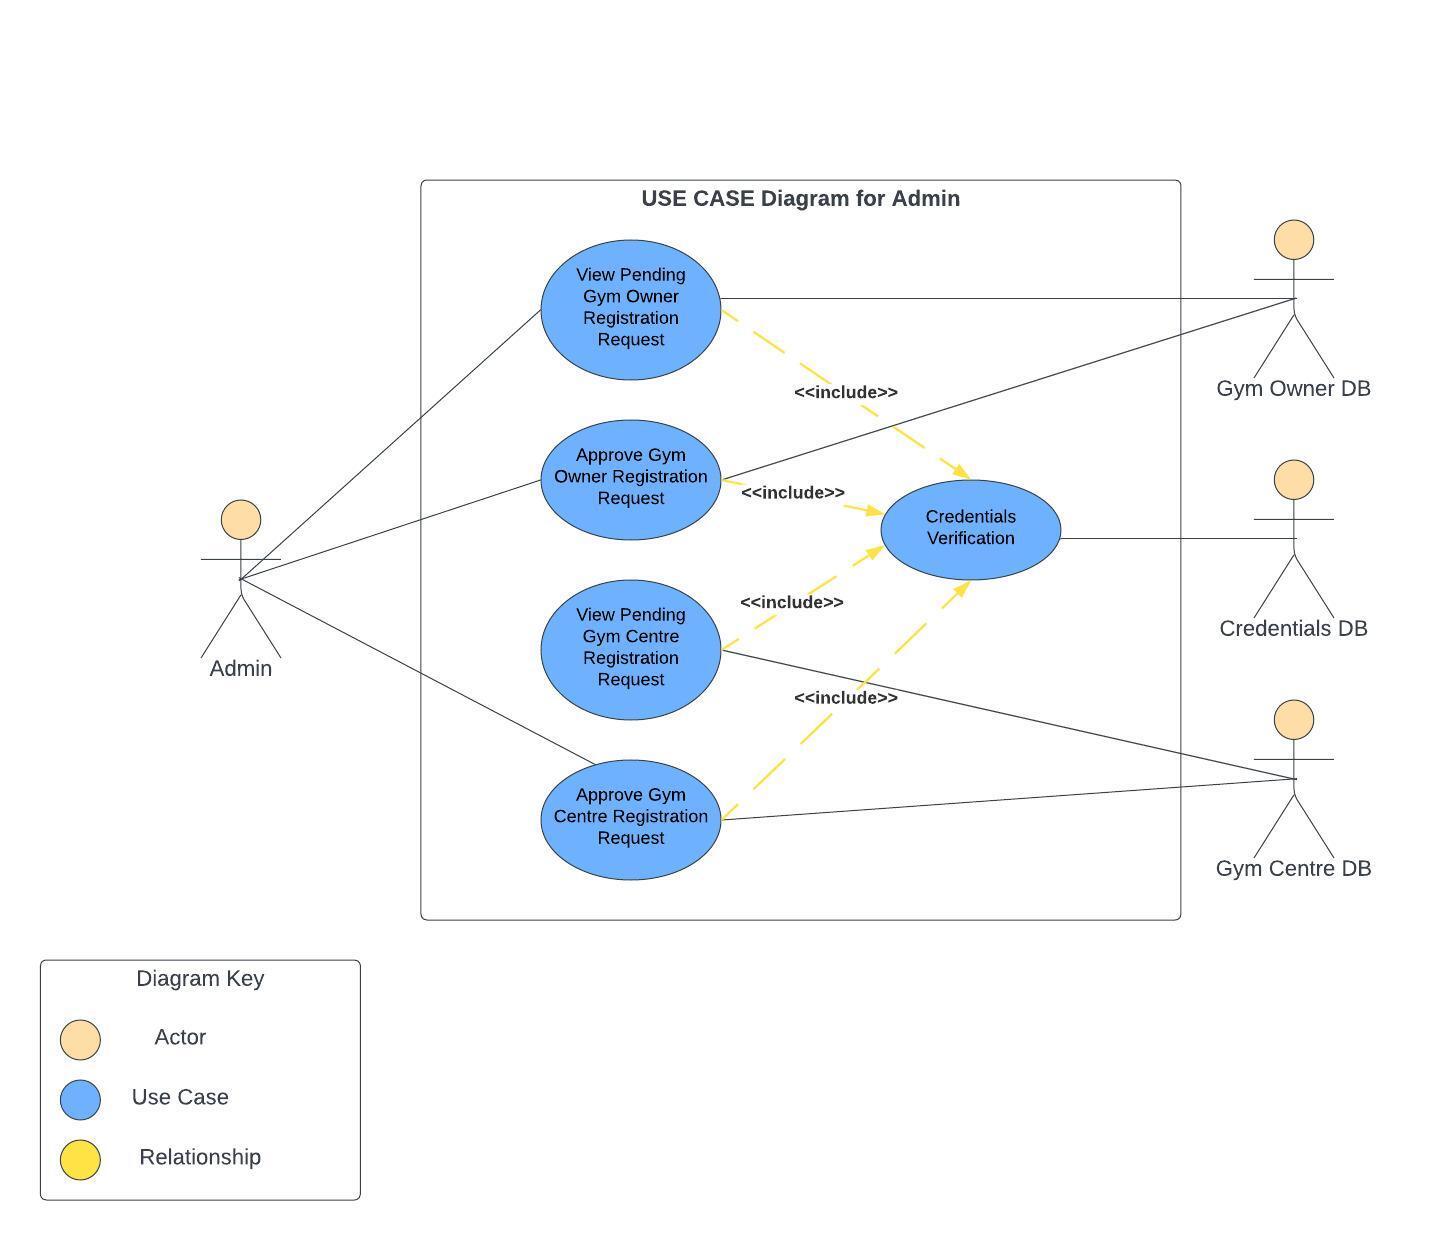 USE CASE Diagram for Admin
View Pending
Gym Owner
Registration
Request
<<include>>
Gym Owner DB
Approve Gym
Owner Registration
Request
<<include>>
Credentials
Verification
Credentials DB
Admin
View Pending
Gym Centre
Registration
Request
<<include>>
<<include>>
Approve Gym
Centre Registration
Request
Gym Centre DB
Diagram Key
Actor
Use Case
Relationship